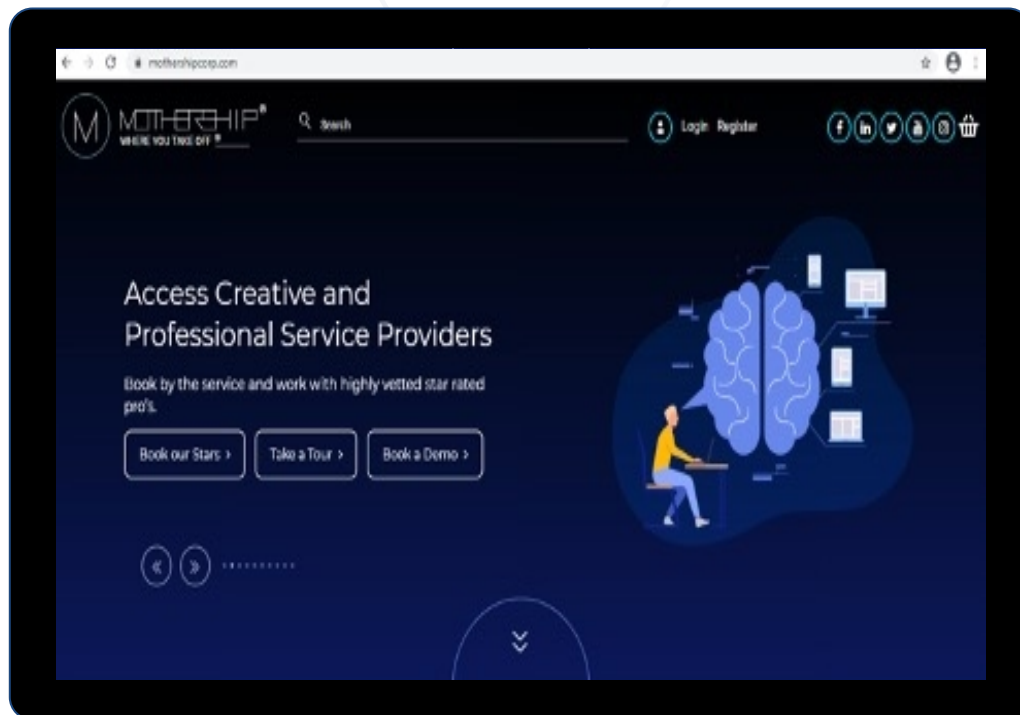 mothershipcorp.com
M
MOTHERSHIP®
WHERE YOU TAKE OFF ®
Search
Login Register
Access Creative and
Professional Service Providers
Book by the service and work with highly vetted star rated
pro's.
Book our Stars >
Take a Tour >
Book a Demo >